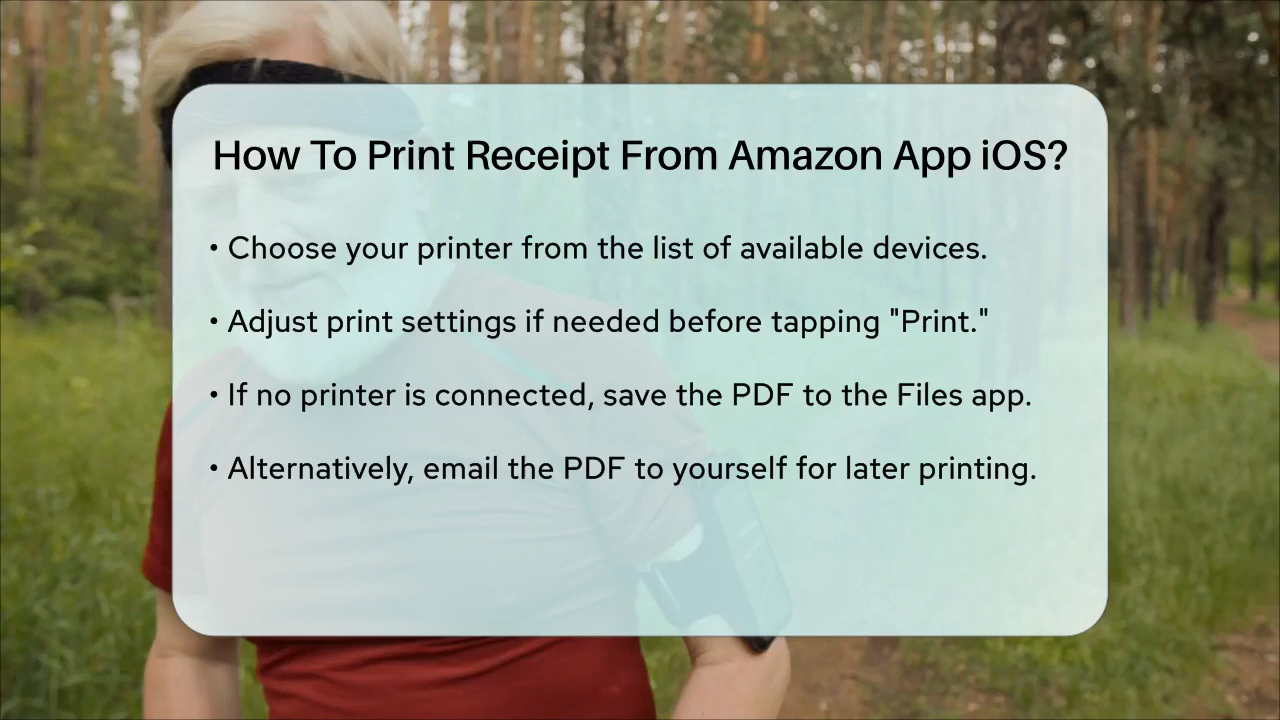 How To Print Receipt From Amazon App iOS?
• Choose your printer from the list of available devices.
• Adjust print settings if needed before tapping "Print."
• If no printer is connected, save the PDF to the Files app.
• Alternatively, email the PDF to yourself for later printing.